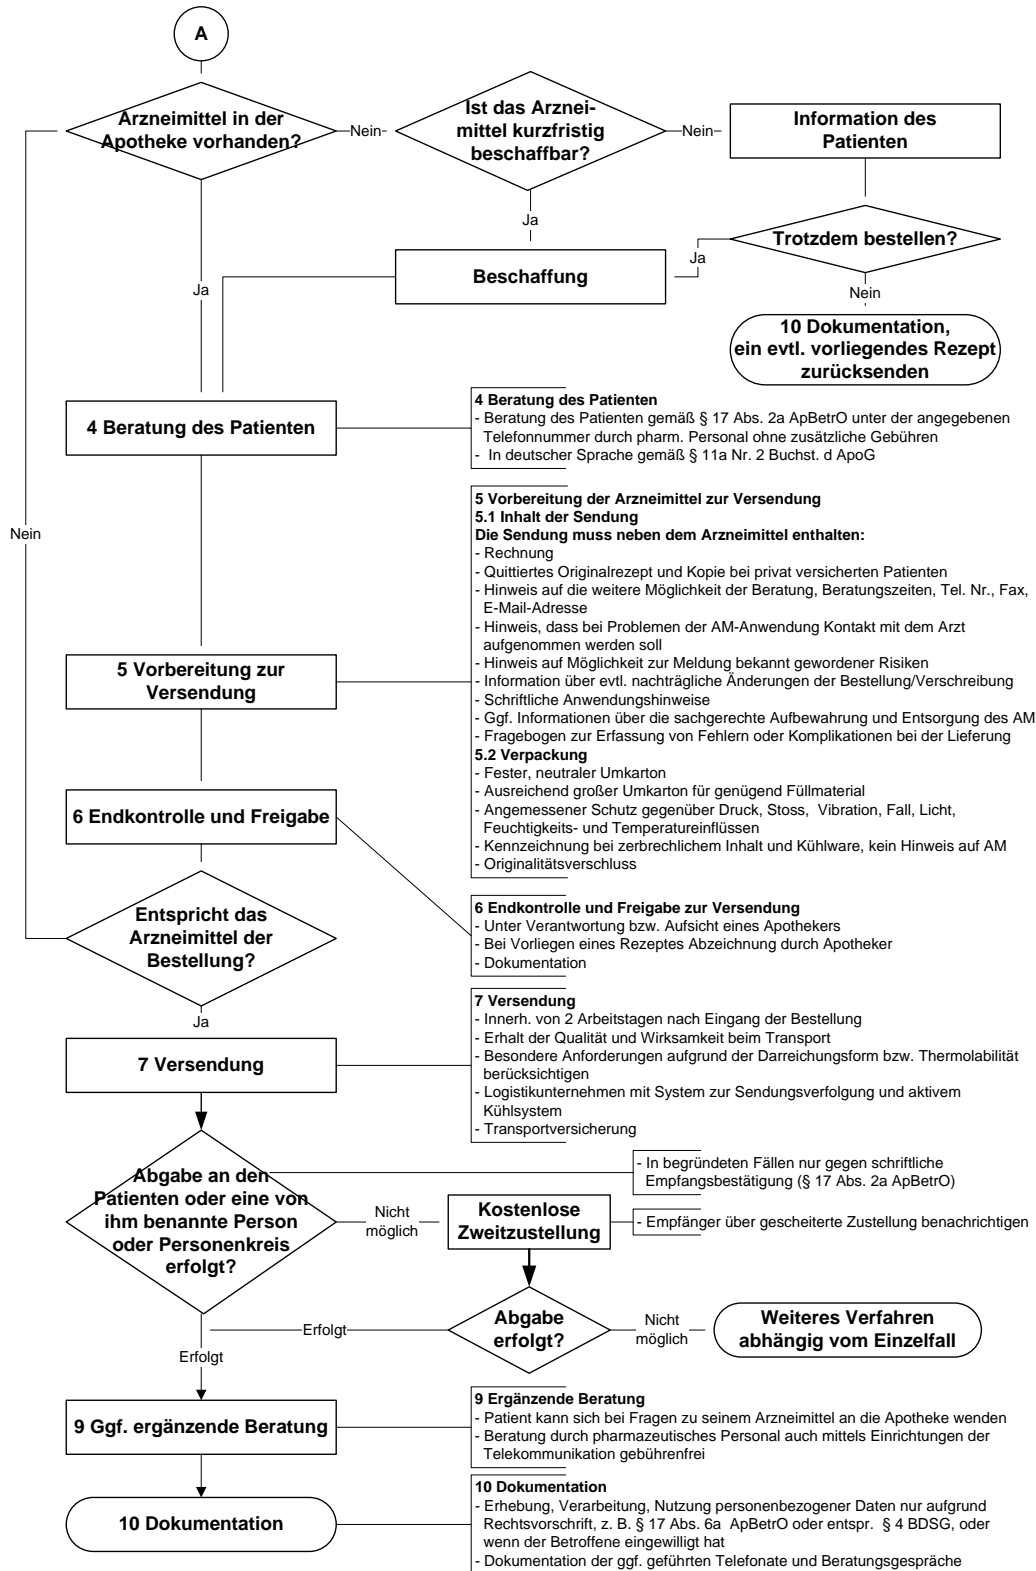 A
Arzneimittel in der
Apotheke vorhanden?
Nein
Ist das Arznei-
mittel kurzfristig
beschaffbar?
Nein
Information des
Patienten
Ja
Trotzdem bestellen?
Ja
Beschaffung
Ja
Nein
10 Dokumentation,
ein evtl. vorliegendes Rezept
zurücksenden
4 Beratung des Patienten
4 Beratung des Patienten
- Beratung des Patienten gemäß § 17 Abs. 2a ApBetrO unter der angegebenen
Telefonnummer durch pharm. Personal ohne zusätzliche Gebühren
- In deutscher Sprache gemäß § 11a Nr. 2 Buchst. d ApoG
Nein
5 Vorbereitung zur
Versendung
5 Vorbereitung der Arzneimittel zur Versendung
5.1 Inhalt der Sendung
Die Sendung muss neben dem Arzneimittel enthalten:
- Rechnung
- Quittiertes Originalrezept und Kopie bei privat versicherten Patienten
- Hinweis auf die weitere Möglichkeit der Beratung, Beratungszeiten, Tel. Nr., Fax,
E-Mail-Adresse
- Hinweis, dass bei Problemen der AM-Anwendung Kontakt mit dem Arzt
aufgenommen werden soll
- Hinweis auf Möglichkeit zur Meldung bekannt gewordener Risiken
- Information über evtl. nachträgliche Änderungen der Bestellung/Verschreibung
- Schriftliche Anwendungshinweise
- Ggf. Informationen über die sachgerechte Aufbewahrung und Entsorgung des AM
- Fragebogen zur Erfassung von Fehlern oder Komplikationen bei der Lieferung
5.2 Verpackung
- Fester, neutraler Umkarton
- Ausreichend großer Umkarton für genügend Füllmaterial
- Angemessener Schutz gegenüber Druck, Stoss, Vibration, Fall, Licht,
Feuchtigkeits- und Temperatureinflüssen
- Kennzeichnung bei zerbrechlichem Inhalt und Kühlware, kein Hinweis auf AM
- Originalitätsverschluss
6 Endkontrolle und Freigabe
Entspricht das
Arzneimittel der
Bestellung?
6 Endkontrolle und Freigabe zur Versendung
- Unter Verantwortung bzw. Aufsicht eines Apothekers
- Bei Vorliegen eines Rezeptes Abzeichnung durch Apotheker
- Dokumentation
Ja
7 Versendung
7 Versendung
- Innerh. von 2 Arbeitstagen nach Eingang der Bestellung
- Erhalt der Qualität und Wirksamkeit beim Transport
- Besondere Anforderungen aufgrund der Darreichungsform bzw. Thermolabilität
berücksichtigen
- Logistikunternehmen mit System zur Sendungsverfolgung und aktivem
Kühlsystem
- Transportversicherung
Abgabe an den
Patienten oder eine von
ihm benannte Person
oder Personenkreis
erfolgt?
- In begründeten Fällen nur gegen schriftliche
Empfangsbestätigung (§ 17 Abs. 2a ApBetrO)
Nicht
möglich
Kostenlose
Zweitzustellung
- Empfänger über gescheiterte Zustellung benachrichtigen
Abgabe
erfolgt?
Erfolgt
Nicht
möglich
Weiteres Verfahren
abhängig vom Einzelfall
Erfolgt
9 Ggf. ergänzende Beratung
9 Ergänzende Beratung
- Patient kann sich bei Fragen zu seinem Arzneimittel an die Apotheke wenden
- Beratung durch pharmazeutisches Personal auch mittels Einrichtungen der
Telekommunikation gebührenfrei
10 Dokumentation
10 Dokumentation
- Erhebung, Verarbeitung, Nutzung personenbezogener Daten nur aufgrund
Rechtsvorschrift, z. B. § 17 Abs. 6a ApBetrO oder entspr. § 4 BDSG, oder
wenn der Betroffene eingewilligt hat
- Dokumentation der ggf. geführten Telefonate und Beratungsgespräche